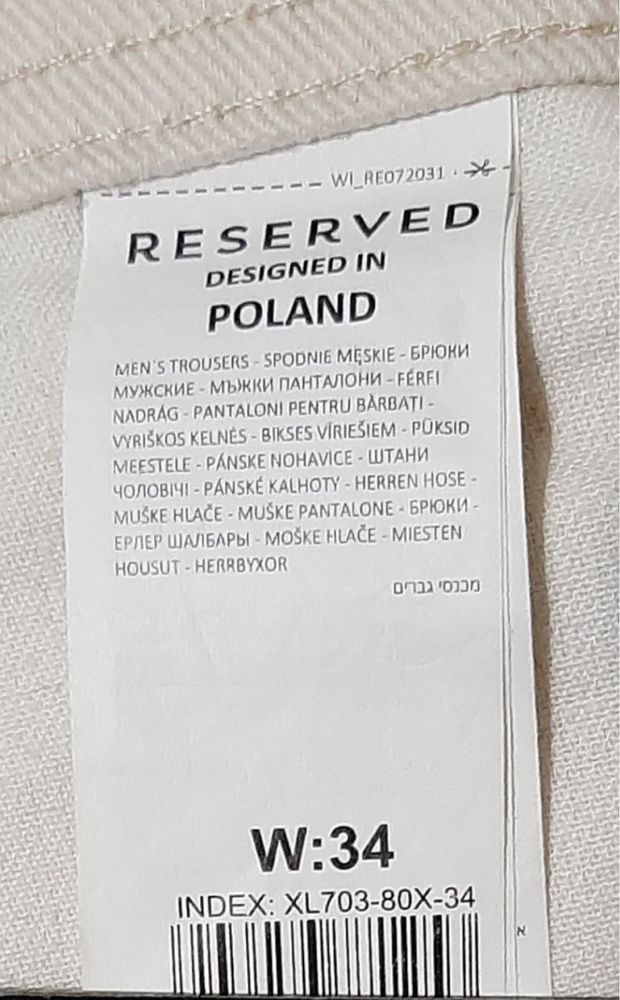 WI_RE072031
RESERVED
DESIGNED IN
POLAND
MEN`S TROUSERS - SPODNIE MĘSKIE - БРЮКИ
МУЖСКИЕ - МЪЖКИ ПАНТАЛОНИ - FÉRFI
NADRÁG - PANTALONI PENTRU BĂRBAȚI -
VYRIŠKOS KELNĖS - BIKSES VĪRIEŠIEM - PÜKSID
MEESTELE - PÁNSKE NOHAVICE - ШТАНИ
ЧОЛОВІЧІ - PÁNSKÉ KALHOTY - HERREN HOSE -
MUŠKE HLAČE - MUŠKE PANTALONE - БРЮКИ -
ЕРЛЕР ШАЛБАРЫ - MOŠKE HLAČE - MIESTEN
HOUSUT - HERRBYXOR
מכנסי גברים
W:34
INDEX: XL703-80X-34
א